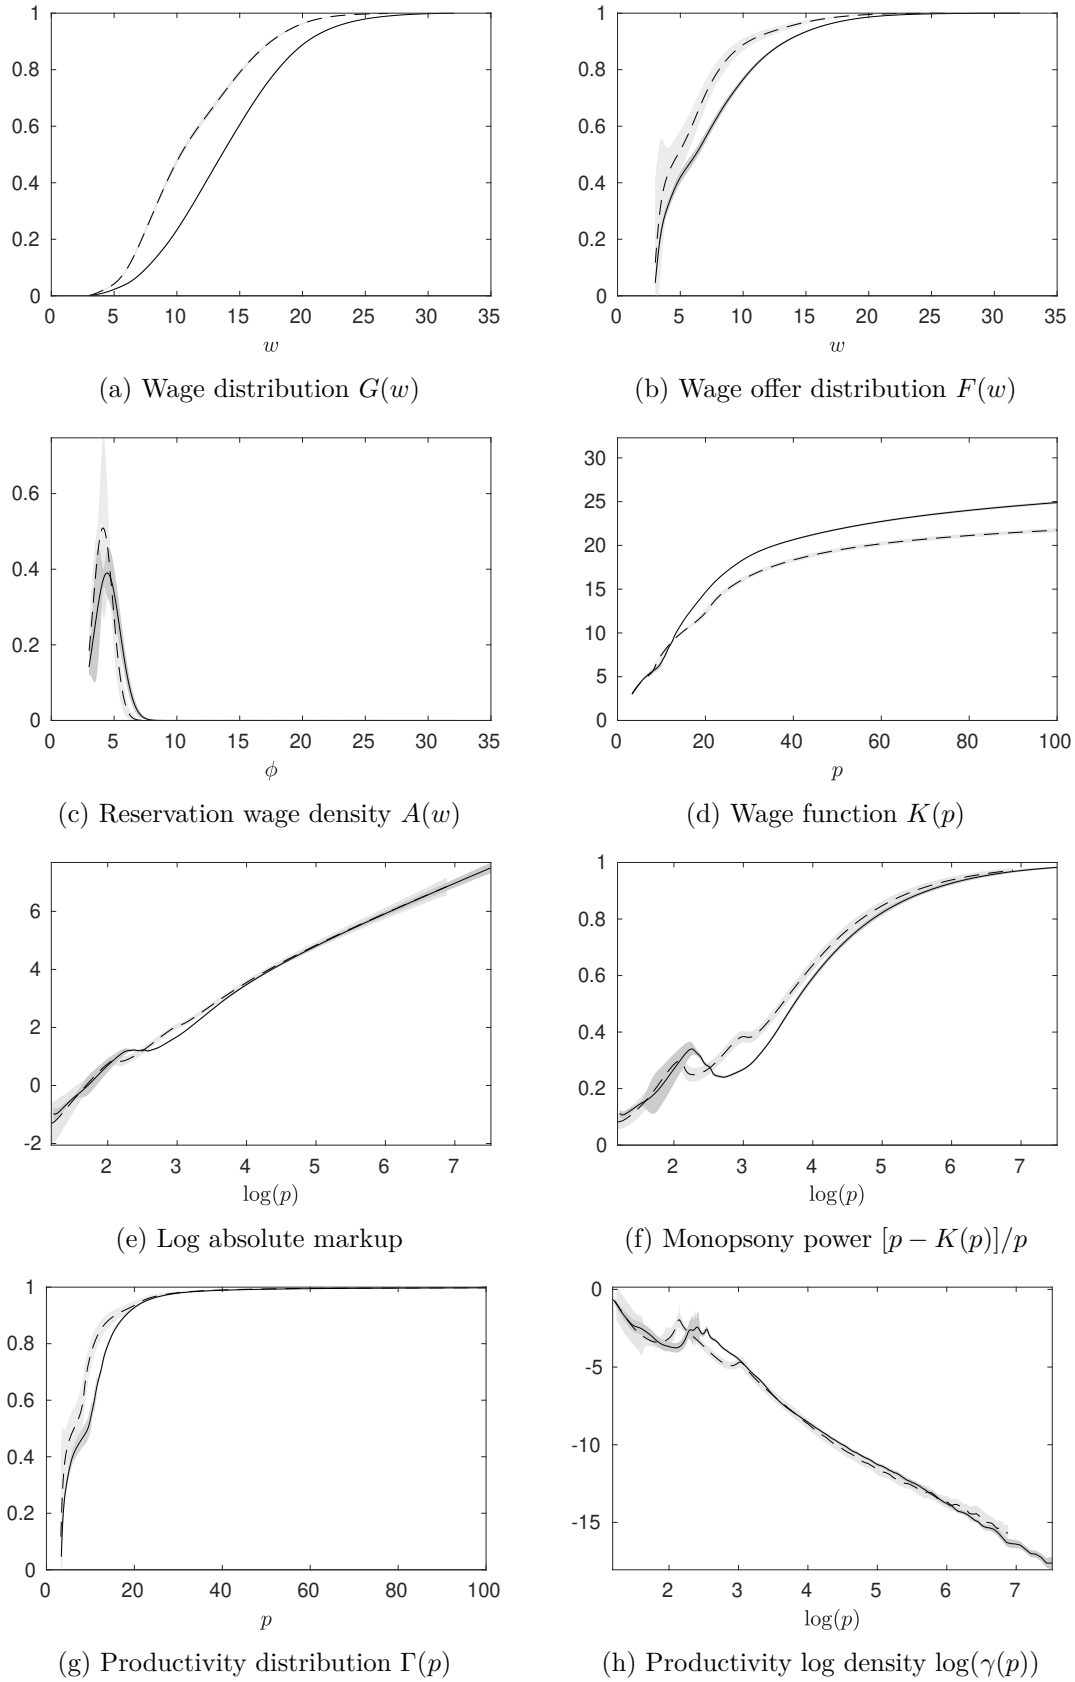 1
0.8
0.6
0.4
0.2
0
0 5 10 15 20 25 30 35
w
(a) Wage distribution G(w)
1
0.8
0.6
0.4
0.2
0
0 5 10 15 20 25 30 35
w
(b) Wage offer distribution F(w)
0.6
0.4
0.2
0
0 5 10 15 20 25 30 35
ϕ
(c) Reservation wage density A(w)
30
25
20
15
10
5
0
0 20 40 60 80 100
p
(d) Wage function K(p)
6
4
2
0
-2
2 3 4 5 6 7
log(p)
(e) Log absolute markup
1
0.8
0.6
0.4
0.2
0
2 3 4 5 6 7
log(p)
(f) Monopsony power [p − K(p)]/p
1
0.8
0.6
0.4
0.2
0
0 20 40 60 80 100
p
(g) Productivity distribution Γ(p)
0
-5
-10
-15
2 3 4 5 6 7
log(p)
(h) Productivity log density log(γ(p))